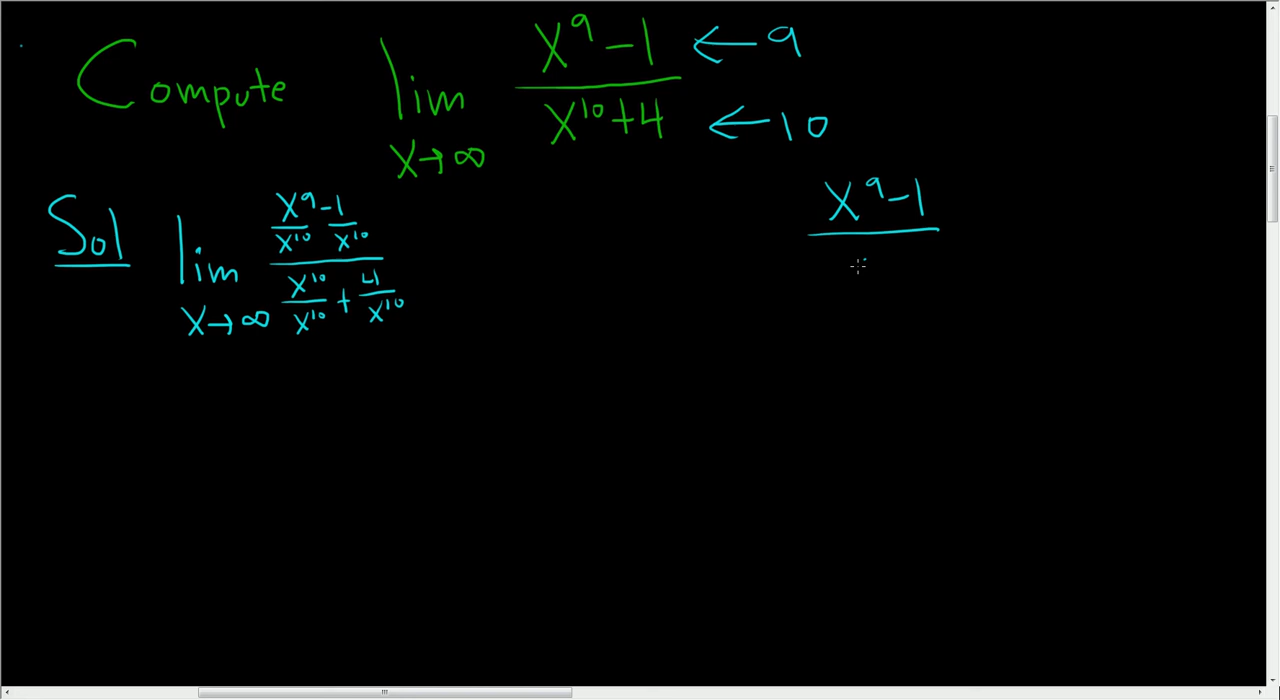 Compute lim x→∞ (x^9 - 1)/(x^10 + 4) ← 9 ← 10
Sol lim x→∞ (x^9/x^10 - 1/x^10)/(x^10/x^10 + 4/x^10)
x^9 - 1